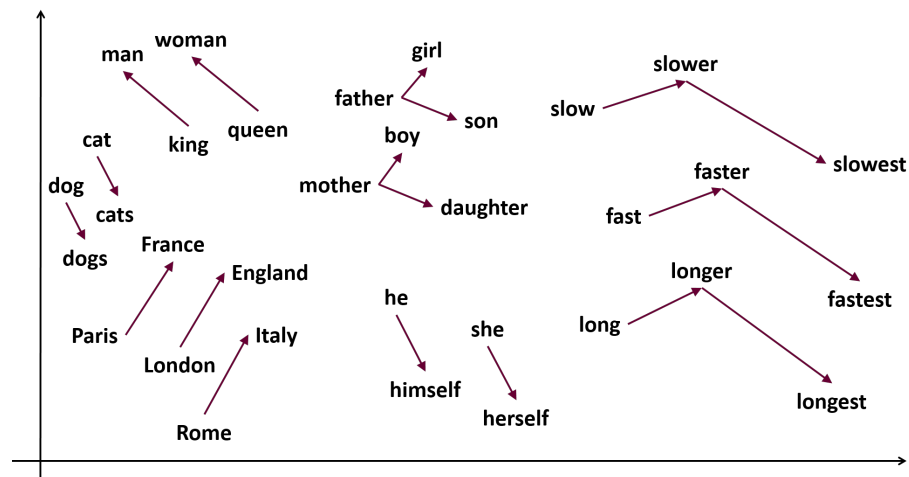 man
woman
king
queen
cat
cats
dog
dogs
France
England
Italy
Paris
London
Rome
girl
father
son
boy
mother
daughter
he
himself
she
herself
slower
slow
slowest
faster
fast
fastest
longer
long
longest